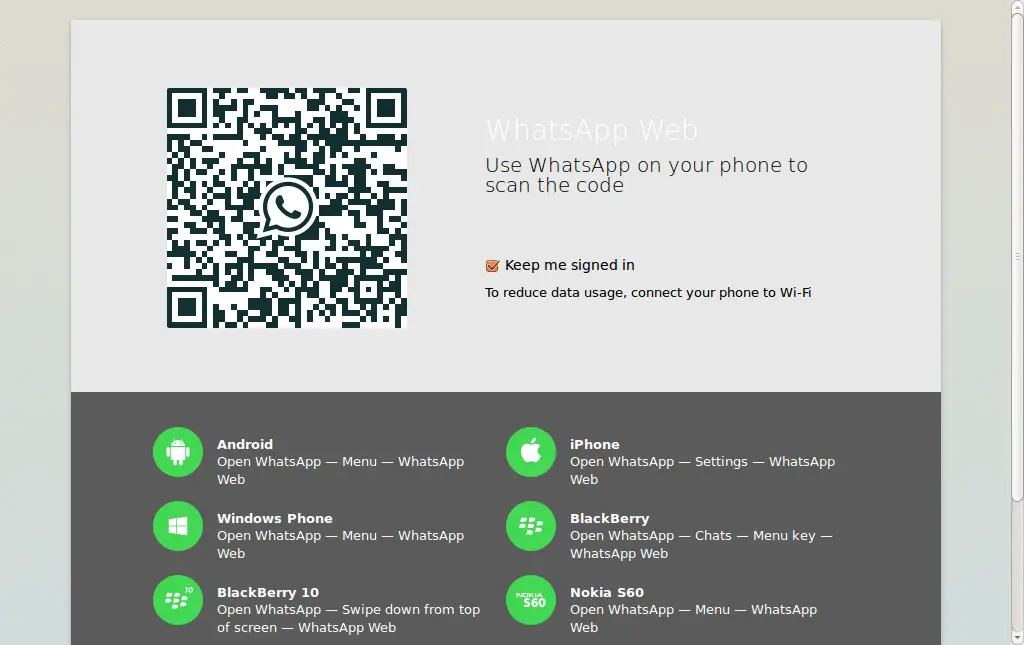 WhatsApp Web
Use WhatsApp on your phone to
scan the code
Keep me signed in
To reduce data usage, connect your phone to Wi-Fi
Android
Open WhatsApp — Menu — WhatsApp
Web
iPhone
Open WhatsApp — Settings — WhatsApp
Web
Windows Phone
Open WhatsApp — Menu — WhatsApp
Web
BlackBerry
Open WhatsApp — Chats — Menu key —
WhatsApp Web
10
BlackBerry 10
Open WhatsApp — Swipe down from top
of screen — WhatsApp Web
NOKIA
S60
Nokia S60
Open WhatsApp — Menu — WhatsApp
Web